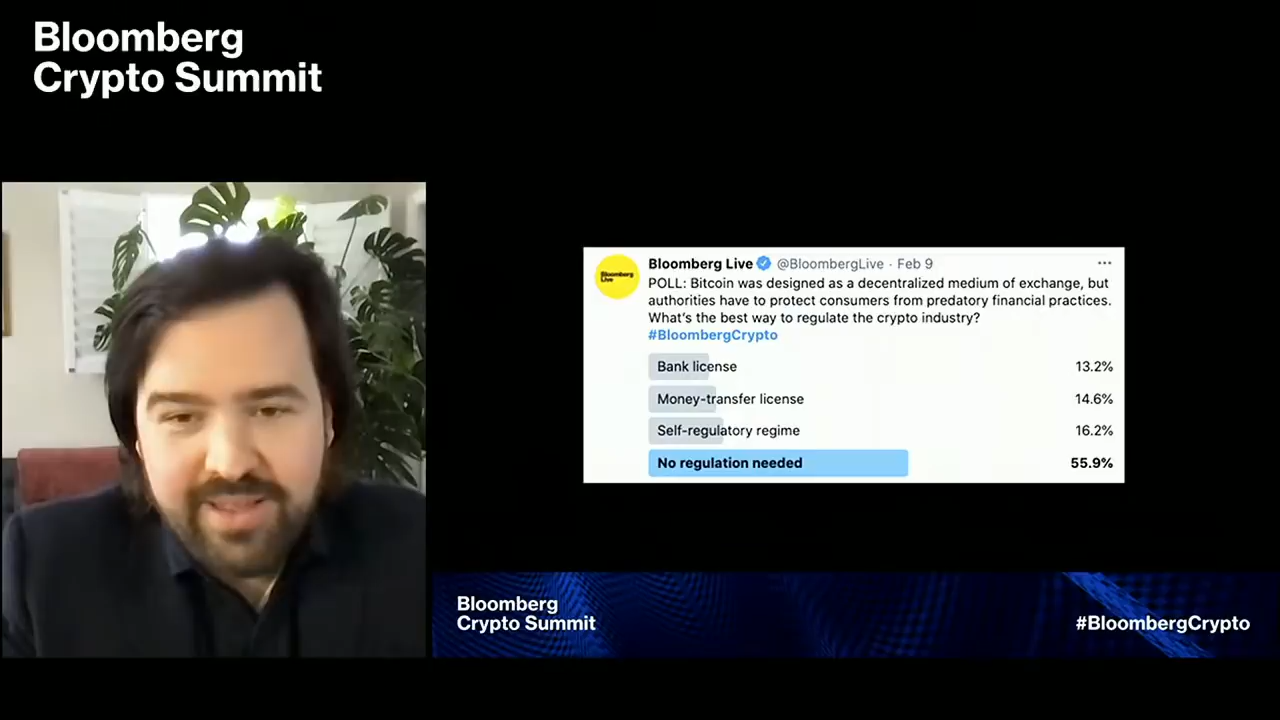 Bloomberg
Crypto Summit
Bloomberg Live @BloombergLive · Feb 9
Bloomberg
Live
POLL: Bitcoin was designed as a decentralized medium of exchange, but
authorities have to protect consumers from predatory financial practices.
What's the best way to regulate the crypto industry?
#BloombergCrypto
Bank license 13.2%
Money-transfer license 14.6%
Self-regulatory regime 16.2%
No regulation needed 55.9%
Bloomberg
Crypto Summit
#BloombergCrypto